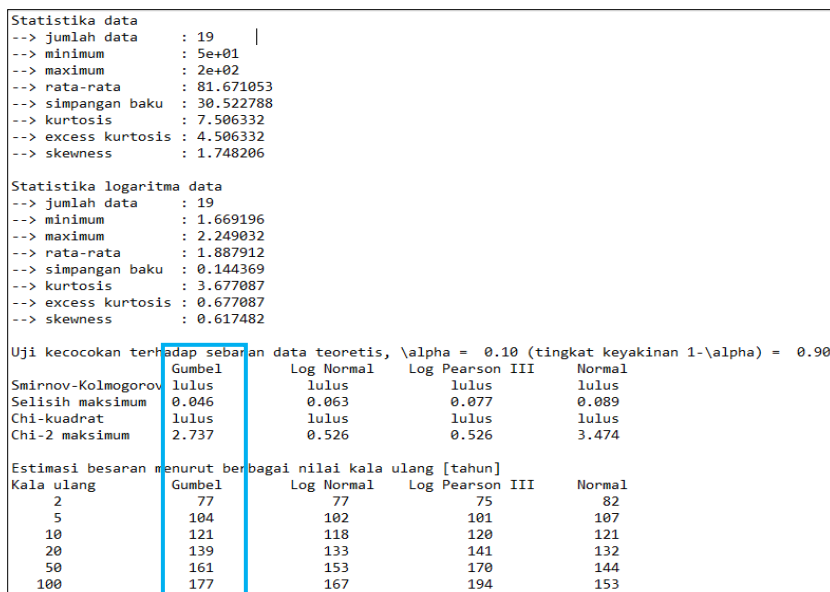 Statistika data
--> jumlah data : 19
--> minimum : 5e+01
--> maximum : 2e+02
--> rata-rata : 81.671053
--> simpangan baku : 30.522788
--> kurtosis : 7.506332
--> excess kurtosis : 4.506332
--> skewness : 1.748206
Statistika logaritma data
--> jumlah data : 19
--> minimum : 1.669196
--> maximum : 2.249032
--> rata-rata : 1.887912
--> simpangan baku : 0.144369
--> kurtosis : 3.677087
--> excess kurtosis : 0.677087
--> skewness : 0.617482
Uji kecocokan terhadap sebaran data teoretis, \alpha = 0.10 (tingkat keyakinan 1-\alpha) = 0.90
Gumbel Log Normal Log Pearson III Normal
Smirnov-Kolmogorov lulus lulus lulus lulus
Selisih maksimum 0.046 0.063 0.077 0.089
Chi-kuadrat lulus lulus lulus lulus
Chi-2 maksimum 2.737 0.526 0.526 3.474
Estimasi besaran menurut berbagai nilai kala ulang [tahun]
Kala ulang Gumbel Log Normal Log Pearson III Normal
2 77 77 75 82
5 104 102 101 107
10 121 118 120 121
20 139 133 141 132
50 161 153 170 144
100 177 167 194 153